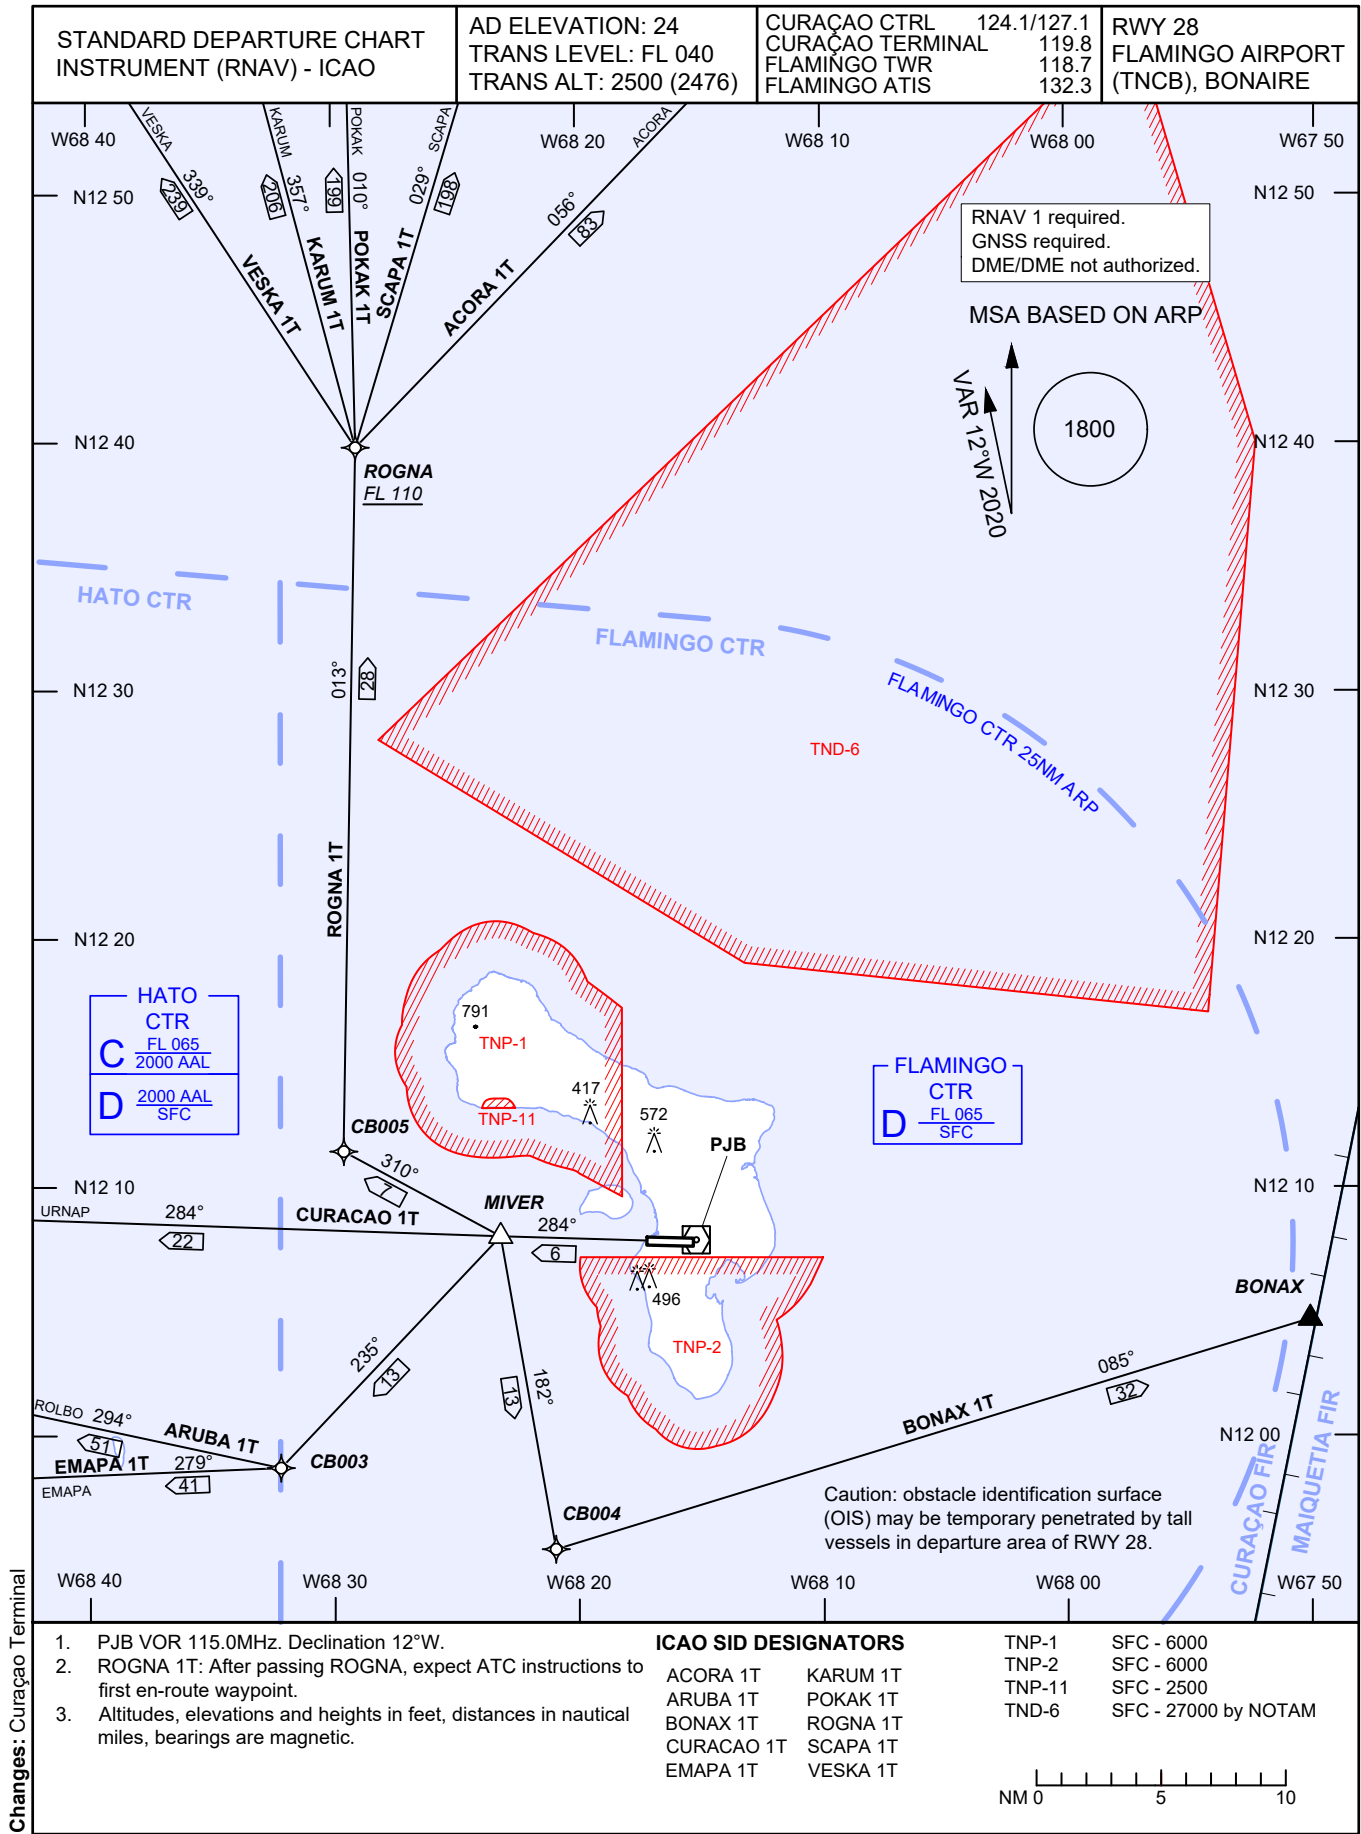 STANDARD DEPARTURE CHART
INSTRUMENT (RNAV) - ICAO
AD ELEVATION: 24
TRANS LEVEL: FL 040
TRANS ALT: 2500 (2476)
CURAÇAO CTRL 124.1/127.1
CURAÇAO TERMINAL 119.8
FLAMINGO TWR 118.7
FLAMINGO ATIS 132.3
RWY 28
FLAMINGO AIRPORT
(TNCB), BONAIRE
W68 40
VESKA
KARUM
POKAK
SCAPA
W68 20
ACORA
W68 10
W68 00
W67 50
N12 50
339°
239
357°
206
010°
199
029°
198
056°
83
N12 50
VESKA 1T
KARUM 1T
POKAK 1T
SCAPA 1T
ACORA 1T
RNAV 1 required.
GNSS required.
DME/DME not authorized.
MSA BASED ON ARP
VAR 12°W 2020
1800
N12 40
N12 40
ROGNA
FL 110
HATO CTR
FLAMINGO CTR
FLAMINGO CTR 25NM ARP
013°
28
N12 30
N12 30
TND-6
ROGNA 1T
N12 20
N12 20
HATO
CTR
C FL 065
2000 AAL
D 2000 AAL
SFC
791
TNP-1
417
TNP-11
572
PJB
FLAMINGO
CTR
D FL 065
SFC
CB005
310°
7
N12 10
N12 10
MIVER
URNAP
284°
22
CURACAO 1T
284°
6
496
TNP-2
BONAX
235°
13
13
182°
085°
32
BONAX 1T
ROLBO
294°
51
ARUBA 1T
EMAPA 1T
279°
41
EMAPA
CB003
N12 00
CB004
Caution: obstacle identification surface
(OIS) may be temporary penetrated by tall
vessels in departure area of RWY 28.
CURAÇAO FIR
MAIQUETIA FIR
W68 40
W68 30
W68 20
W68 10
W68 00
W67 50
Changes: Curaçao Terminal
1. PJB VOR 115.0MHz. Declination 12°W.
2. ROGNA 1T: After passing ROGNA, expect ATC instructions to
first en-route waypoint.
3. Altitudes, elevations and heights in feet, distances in nautical
miles, bearings are magnetic.
ICAO SID DESIGNATORS
ACORA 1T KARUM 1T
ARUBA 1T POKAK 1T
BONAX 1T ROGNA 1T
CURACAO 1T SCAPA 1T
EMAPA 1T VESKA 1T
TNP-1 SFC - 6000
TNP-2 SFC - 6000
TNP-11 SFC - 2500
TND-6 SFC - 27000 by NOTAM
NM 0 5 10